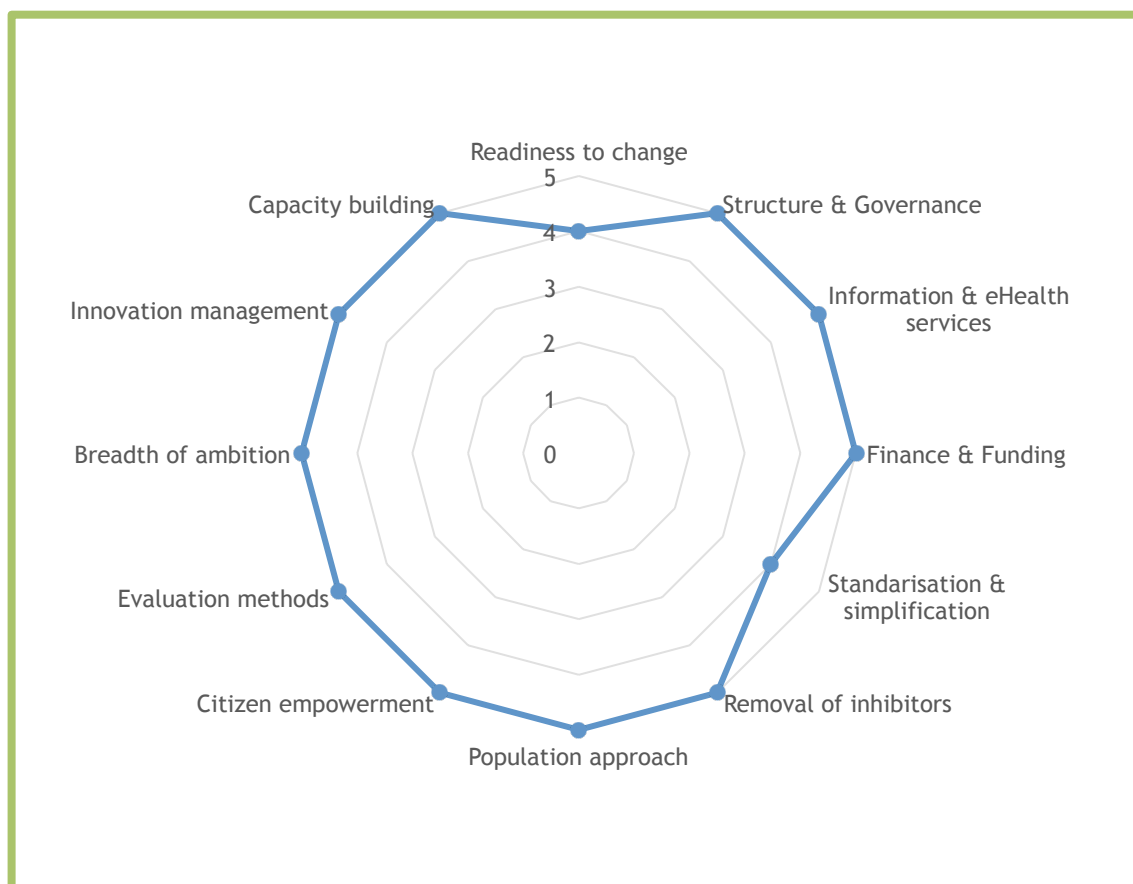 Readiness to change
5
Capacity building
Structure & Governance
4
Innovation management
3
Information & eHealth
services
2
1
Breadth of ambition
0
Finance & Funding
Evaluation methods
Standarisation &
simplification
Citizen empowerment
Removal of inhibitors
Population approach